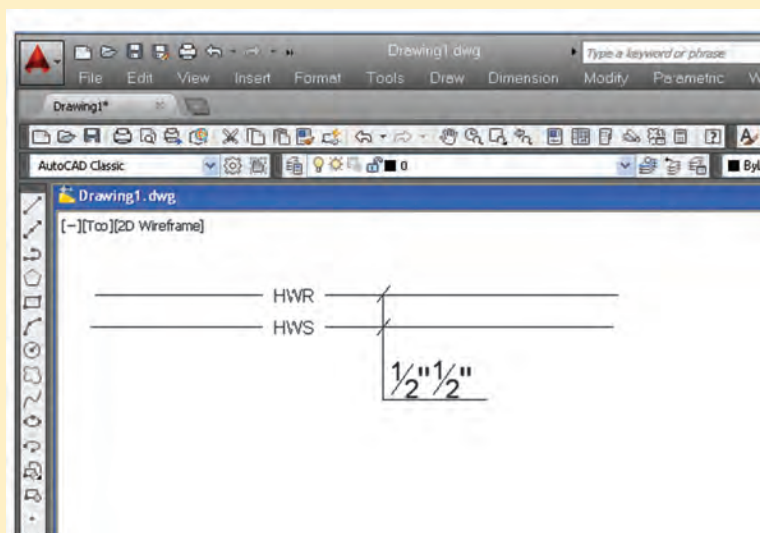 Drawing1.dwg
Type a keyword or phrase
File Edit View Insert Format Tools Draw Dimension Modify Parametric
Drawing1*
AutoCAD Classic
0
Drawing1.dwg
[-][Top][2D Wireframe]
HWR
HWS
1/2"1/2"